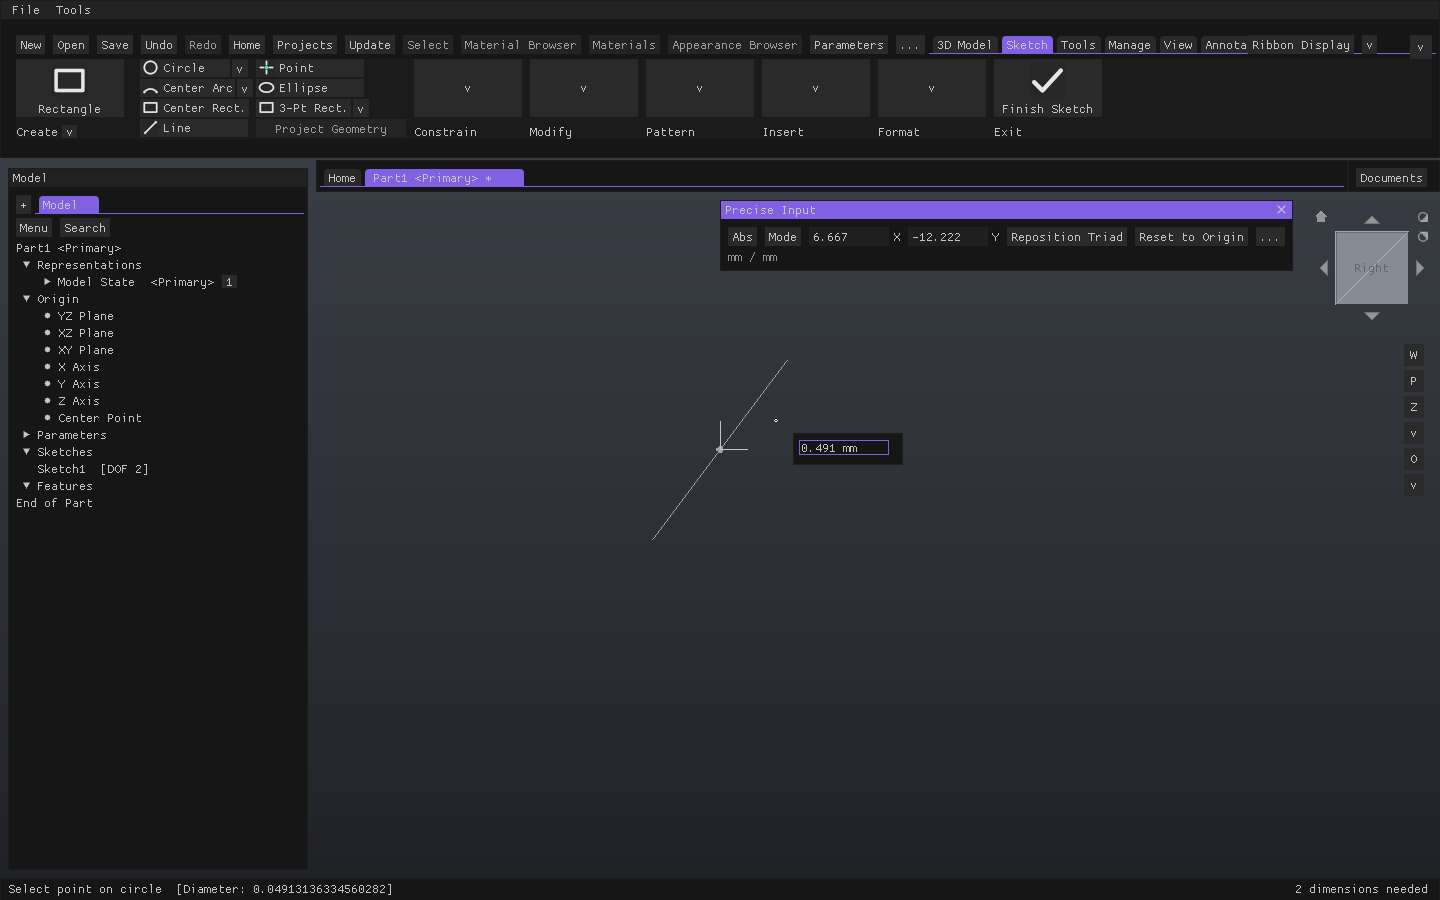 File Tools
New Open Save Undo Redo Home Projects Update Select Material Browser Materials Appearance Browser Parameters ... 3D Model Sketch Tools Manage View Annota Ribbon Display v v
Circle v Point
Center Arc v Ellipse
Rectangle Center Rect. 3-Pt Rect. v v v v v v Finish Sketch
Create v Line Project Geometry Constrain Modify Pattern Insert Format Exit
Model Home Part1 <Primary> * Documents
+ Model
Menu Search
Part1 <Primary>
Representations
Model State <Primary> 1
Origin
YZ Plane
XZ Plane
XY Plane
X Axis
Y Axis
Z Axis
Center Point
Parameters
Sketches
Sketch1 [DOF 2]
Features
End of Part
Precise Input
Abs Mode 6.667 X -12.222 Y Reposition Triad Reset to Origin ...
mm / mm
Right
W
P
Z
v
O
v
0.491 mm
Select point on circle [Diameter: 0.04913136334560282] 2 dimensions needed